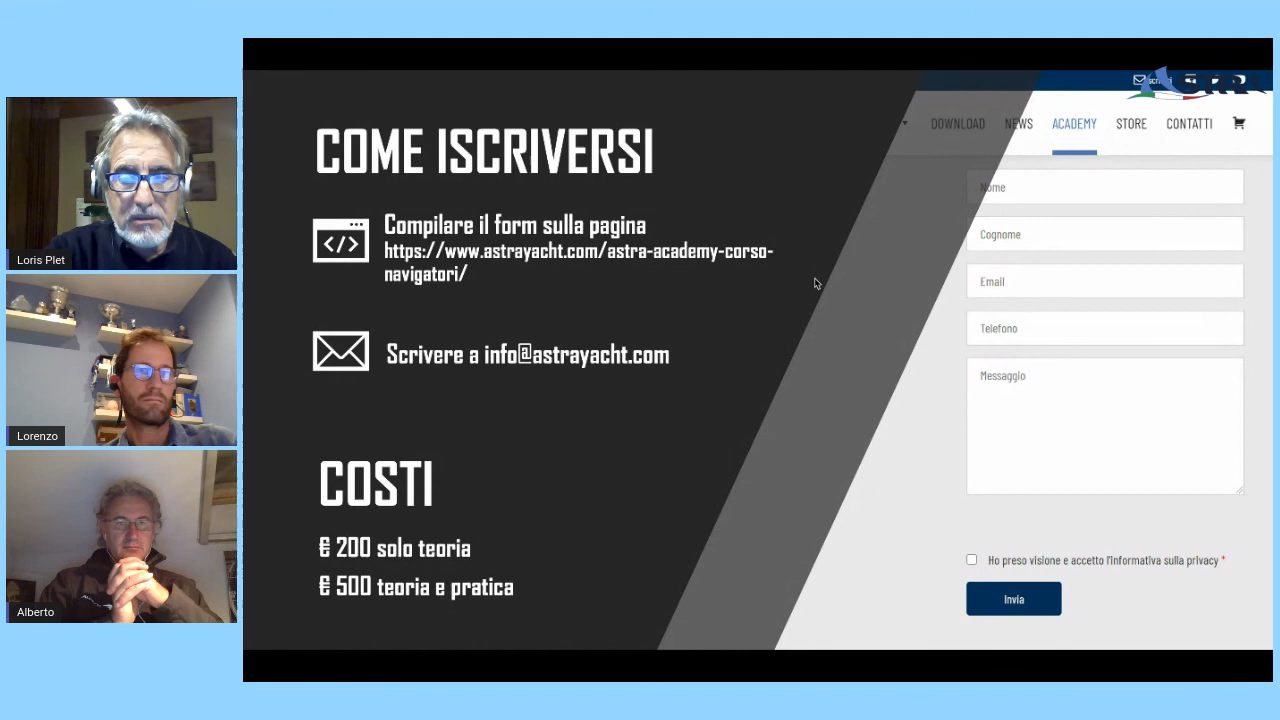 Loris Plet
Lorenzo
Alberto
COME ISCRIVERSI
Compilare il form sulla pagina
https://www.astrayacht.com/astra-academy-corso-
navigatori/
Scrivere a info@astrayacht.com
COSTI
€ 200 solo teoria
€ 500 teoria e pratica
DOWNLOAD NEWS ACADEMY STORE CONTATTI
Nome
Cognome
Email
Telefono
Messaggio
Ho preso visione e accetto l'informativa sulla privacy *
Invia